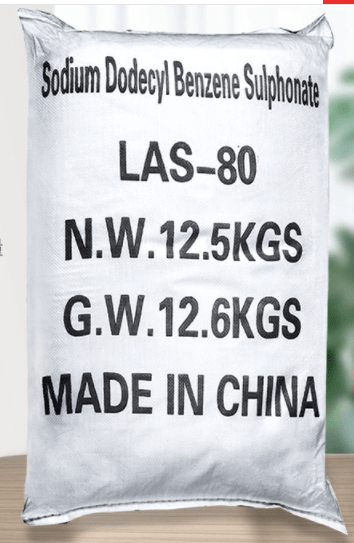 Sodium Dodecyl Benzene Sulphonate
LAS-80
N.W.12.5KGS
G.W.12.6KGS
MADE IN CHINA